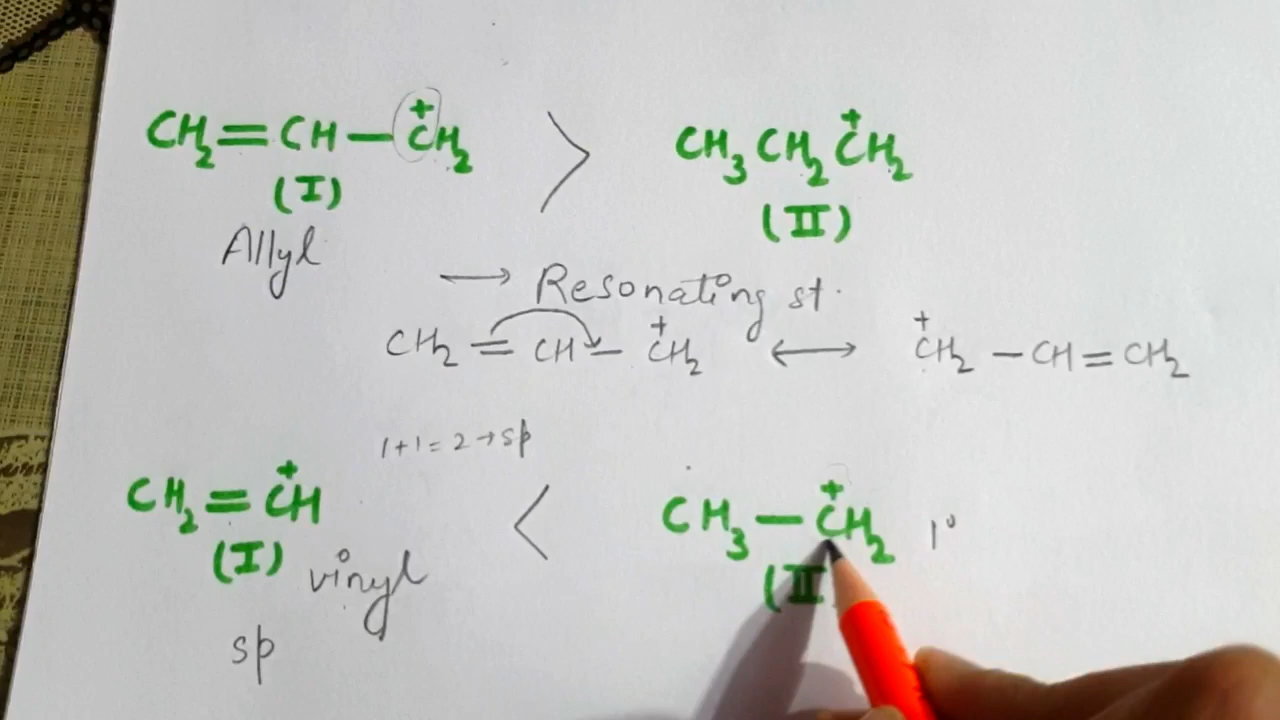 CH₂=CH—C⁺H₂ > CH₃CH₂C⁺H₂
(I) (II)
Allyl
→ Resonating st.
CH₂=CH—C⁺H₂ ↔ C⁺H₂—CH=CH₂
1+1=2→sp
CH₂=C⁺H < CH₃—C⁺H₂ 1°
(I) vinyl (II
sp